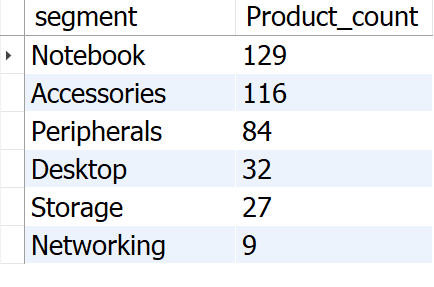 segment Product_count
Notebook 129
Accessories 116
Peripherals 84
Desktop 32
Storage 27
Networking 9